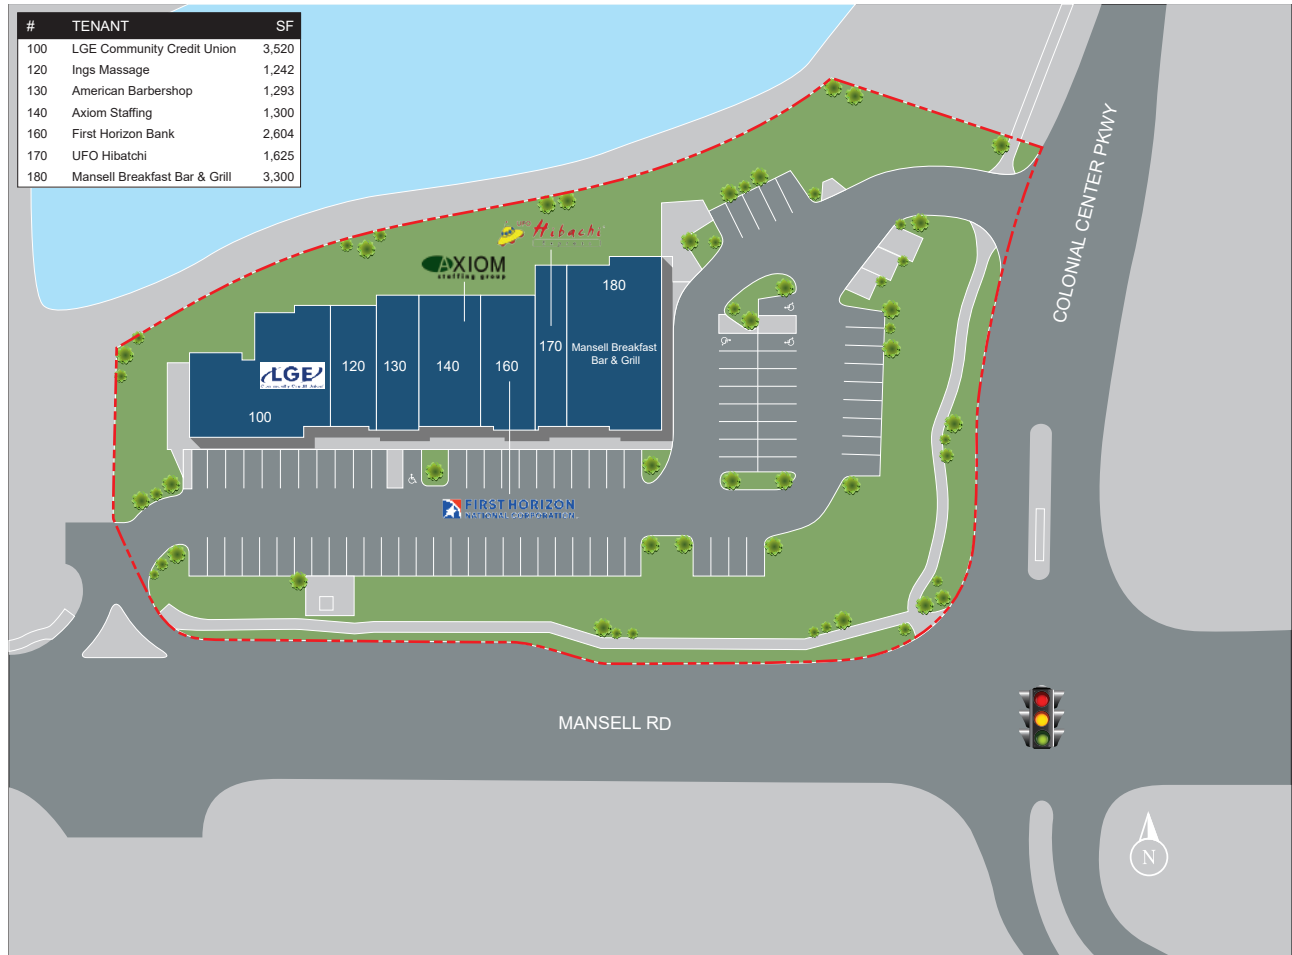 # TENANT SF
100 LGE Community Credit Union 3,520
120 Ings Massage 1,242
130 American Barbershop 1,293
140 Axiom Staffing 1,300
160 First Horizon Bank 2,604
170 UFO Hibatchi 1,625
180 Mansell Breakfast Bar & Grill 3,300
COLONIAL CENTER PKWY
Hibachi
AXIOM
staffing group
180
170
Mansell Breakfast
Bar & Grill
LGE
120
130
140
160
100
FIRST HORIZON
NATIONAL CORPORATION
MANSELL RD
N